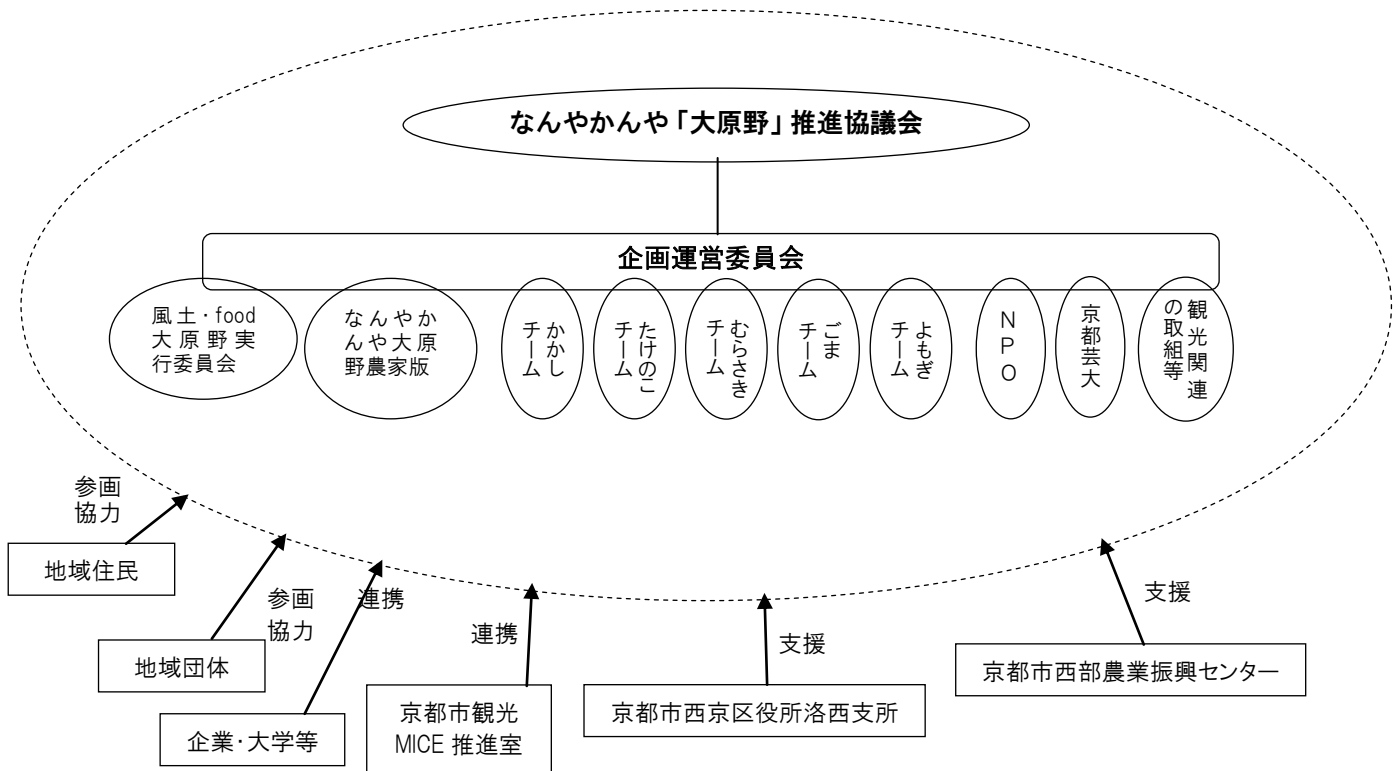 なんやかんや「大原野」推進協議会
企画運営委員会
風土・food
大原野実
行委員会
なんやか
んや大原
野農家版
かかし
チーム
たけのこ
チーム
むらさき
チーム
ごま
チーム
よもぎ
チーム
NPO
京都芸大
観光関連
の取組等
参画
協力
地域住民
参画
協力
地域団体
連携
企業・大学等
連携
京都市観光
MICE 推進室
支援
京都市西京区役所洛西支所
支援
京都市西部農業振興センター